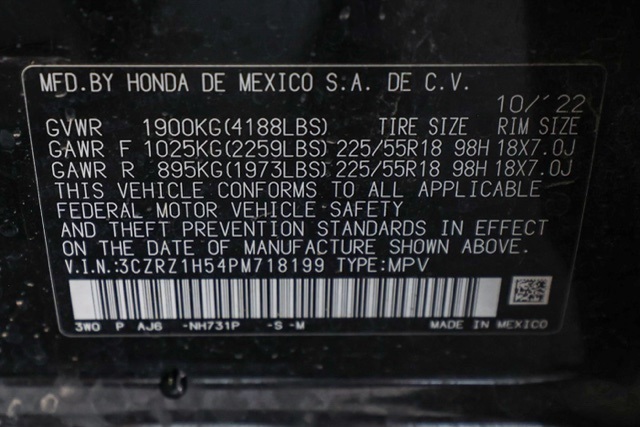 MFD.BY HONDA DE MEXICO S.A. DE C.V.
10/'22
GVWR 1900KG(4188LBS) TIRE SIZE RIM SIZE
GAWR F 1025KG(2259LBS) 225/55R18 98H 18X7.0J
GAWR R 895KG(1973LBS) 225/55R18 98H 18X7.0J
THIS VEHICLE CONFORMS TO ALL APPLICABLE
FEDERAL MOTOR VEHICLE SAFETY
AND THEFT PREVENTION STANDARDS IN EFFECT
ON THE DATE OF MANUFACTURE SHOWN ABOVE.
V.I.N.:3CZRZ1H54PM718199 TYPE:MPV
3W0 P AJ6 -NH731P -S -M MADE IN MEXICO